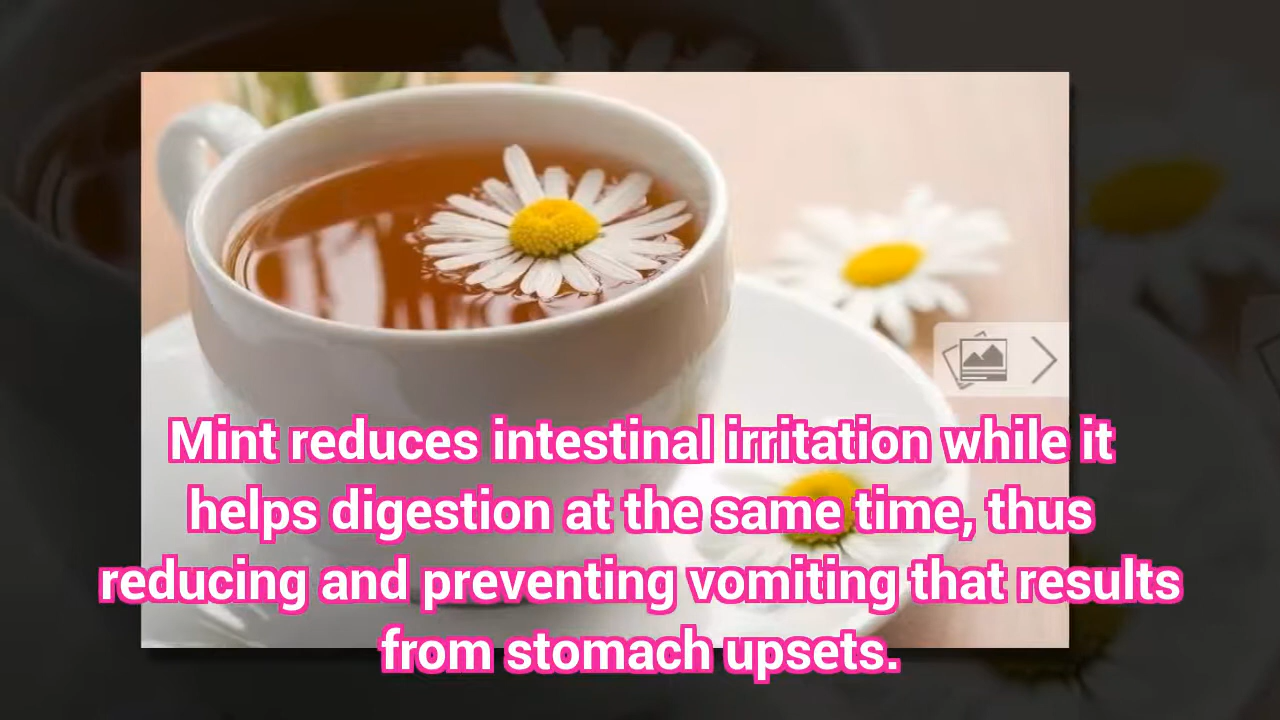 Mint reduces intestinal irritation while it
helps digestion at the same time, thus
reducing and preventing vomiting that results
from stomach upsets.